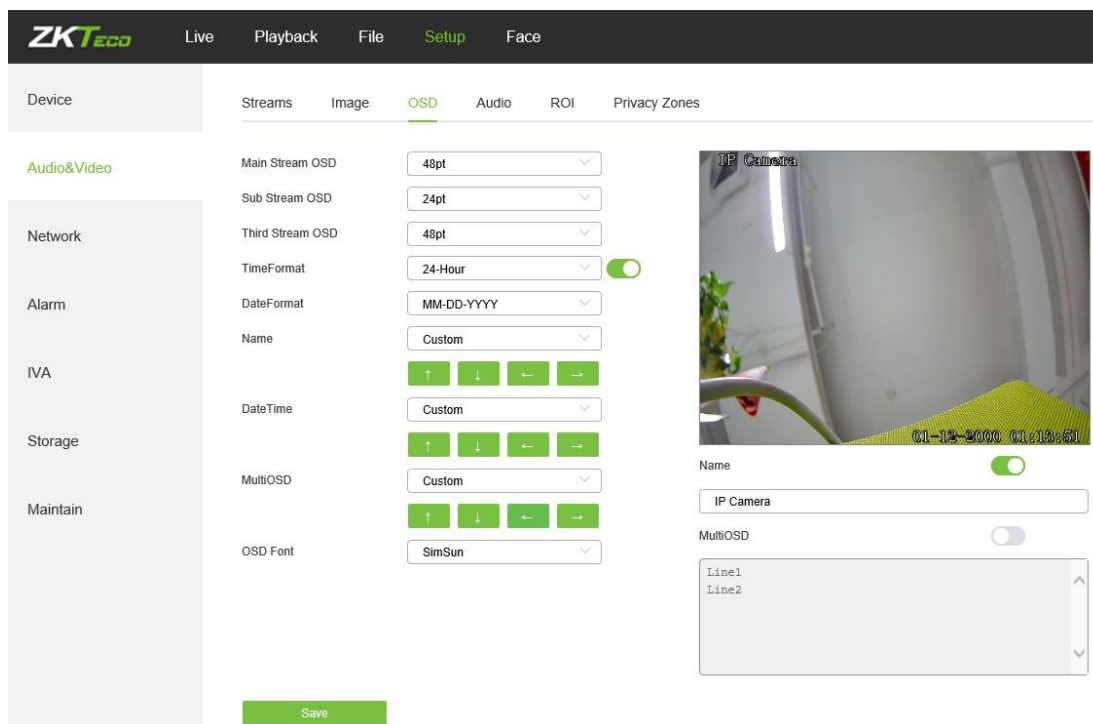 ZKTECO Live Playback File Setup Face
Device
Audio&Video
Network
Alarm
IVA
Storage
Maintain
Streams Image OSD Audio ROI Privacy Zones
Main Stream OSD 48pt
Sub Stream OSD 24pt
Third Stream OSD 48pt
TimeFormat 24-Hour
DateFormat MM-DD-YYYY
Name Custom
↑ ↓ ← →
DateTime Custom
↑ ↓ ← →
MultiOSD Custom
↑ ↓ ← →
OSD Font SimSun
Save
IP Camera
01-12-2000 01:13:51
Name
IP Camera
MultiOSD
Line1
Line2